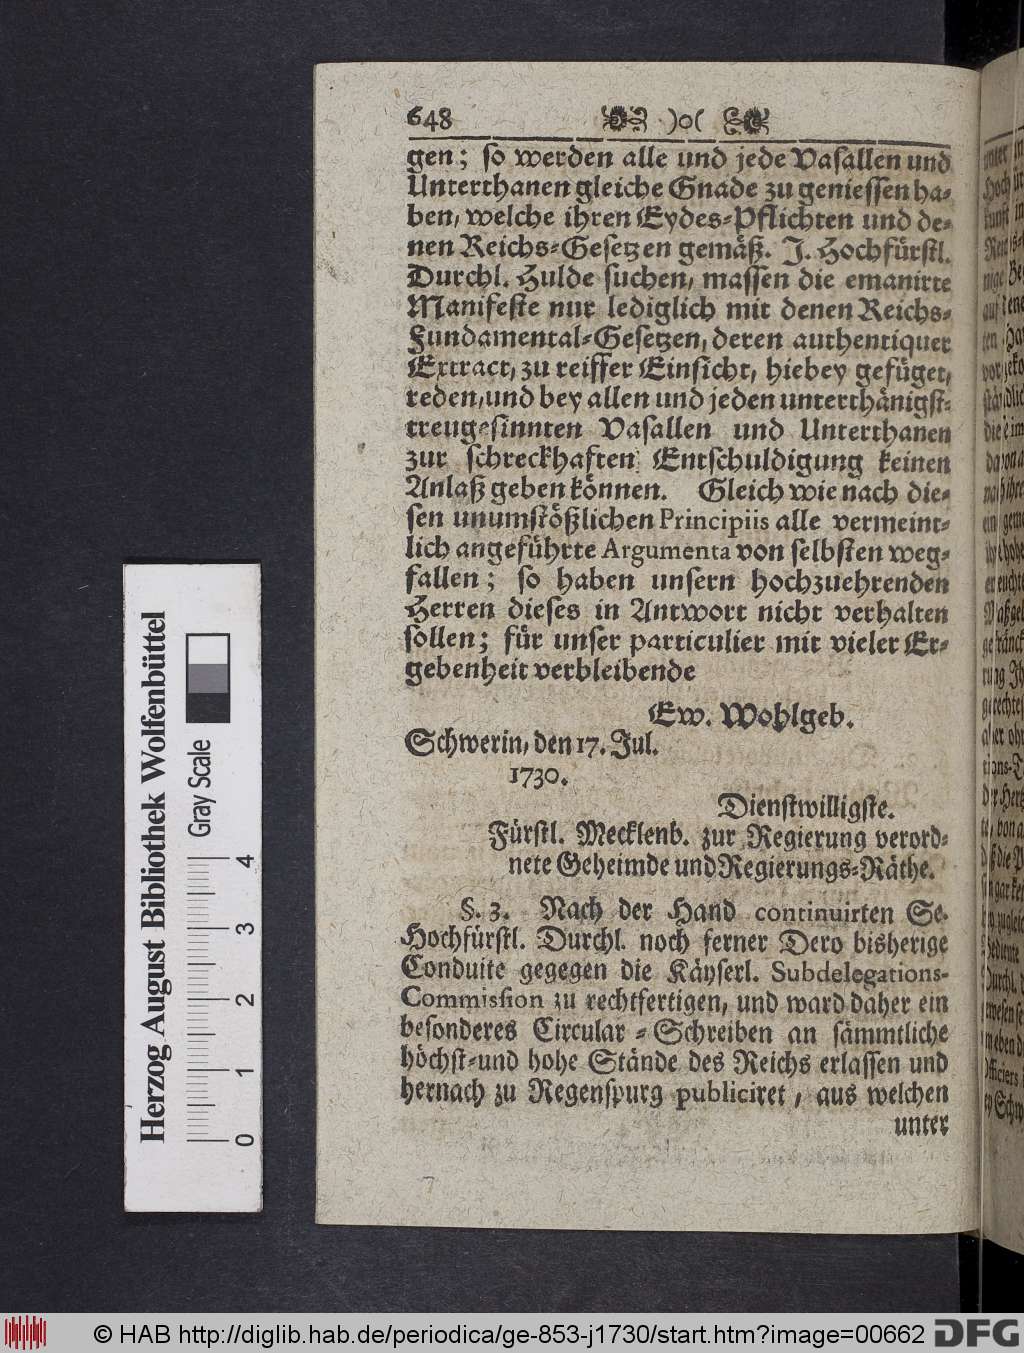 648 )o(
gen; so werden alle und jede Vasallen und
Unterthanen gleiche Gnade zu geniessen ha-
ben, welche ihren Eydes-Pflichten und de-
nen Reichs-Gesetzen gemäß. J. Hochfürstl.
Durchl. Hulde suchen, massen die emanirte
Manifeste nur lediglich mit denen Reichs-
Fundamental-Gesetzen, deren authentiquer
Extract, zu reiffer Einsicht, hiebey gefüget,
reden, und bey allen und jeden unterthänigst-
treugesinnten Vasallen und Unterthanen
zur schreckhaften Entschuldigung keinen
Anlaß geben können. Gleich wie nach die-
sen unumstößlichen Principiis alle vermeint-
lich angeführte Argumenta von selbsten weg-
fallen; so haben unsern hochzuehrenden
Herren dieses in Antwort nicht verhalten
sollen; für unser particulier mit vieler Er-
gebenheit verbleibende
Ew. Wohlgeb.
Schwerin, den 17. Jul.
1730.
Dienstwilligste.
Fürstl. Mecklenb. zur Regierung verord-
nete Geheimde und Regierungs-Räthe.
§. 3. Nach der Hand continuirten Se.
Hochfürstl. Durchl. noch ferner Dero bisherige
Conduite gegegen die Käyserl. Subdelegations-
Commission zu rechtfertigen, und ward daher ein
besonderes Circular-Schreiben an sämmtliche
höchst-und hohe Stände des Reichs erlassen und
hernach zu Regenspurg publiciret, aus welchen
unter
Herzog August Bibliothek Wolfenbüttel
Gray Scale
0 1 2 3 4
© HAB http://diglib.hab.de/periodica/ge-853-j1730/start.htm?image=00662
DFG